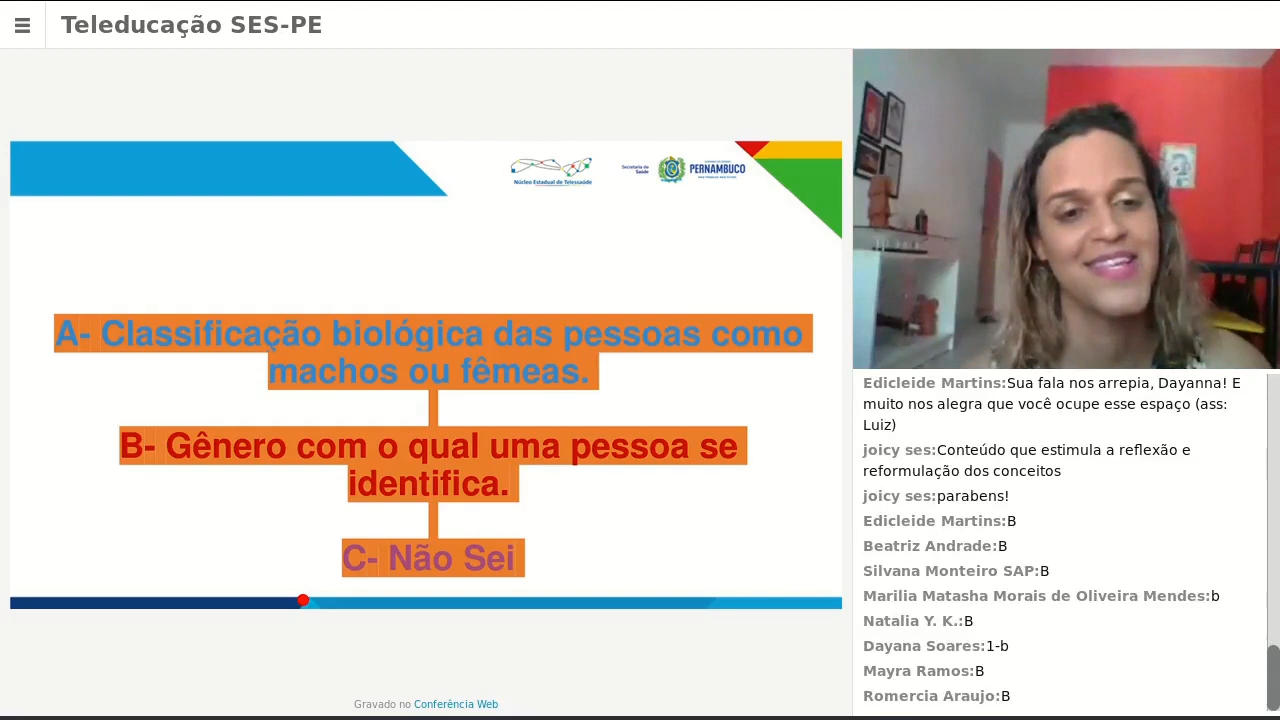 Teleducação SES-PE
Núcleo Estadual de Telessaúde
Secretaria de
Saúde
PERNAMBUCO
A- Classificação biológica das pessoas como
machos ou fêmeas.
B- Gênero com o qual uma pessoa se
identifica.
C- Não Sei
Gravado no Conferência Web
Edicleide Martins:Sua fala nos arrepia, Dayanna! E
muito nos alegra que você ocupe esse espaço (ass:
Luiz)
joicy ses:Conteúdo que estimula a reflexão e
reformulação dos conceitos
joicy ses:parabens!
Edicleide Martins:B
Beatriz Andrade:B
Silvana Monteiro SAP:B
Marilia Matasha Morais de Oliveira Mendes:b
Natalia Y. K.:B
Dayana Soares:1-b
Mayra Ramos:B
Romercia Araujo:B